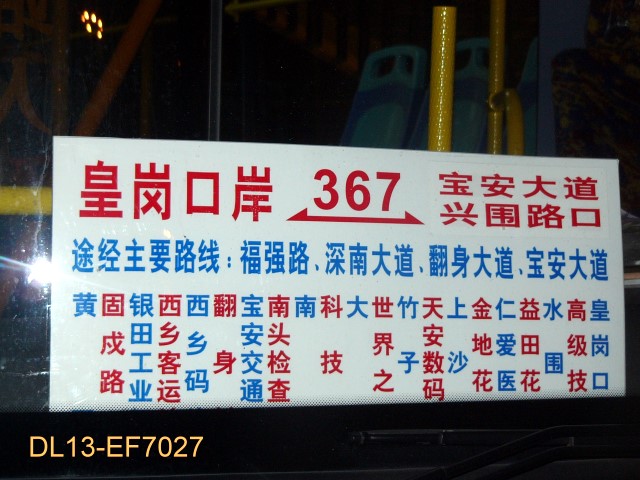 皇岗口岸 367 宝安大道
兴围路口
途经主要路线：福强路、深南大道、翻身大道、宝安大道
黄
固戍路
银田工业
西乡客运
西乡码
翻身
宝安交通
南头检查
南
科技
大
世界之
竹子
天安数码
上沙
金地花
仁爱医
益田花
水围
高级技
皇岗口
DL13-EF7027